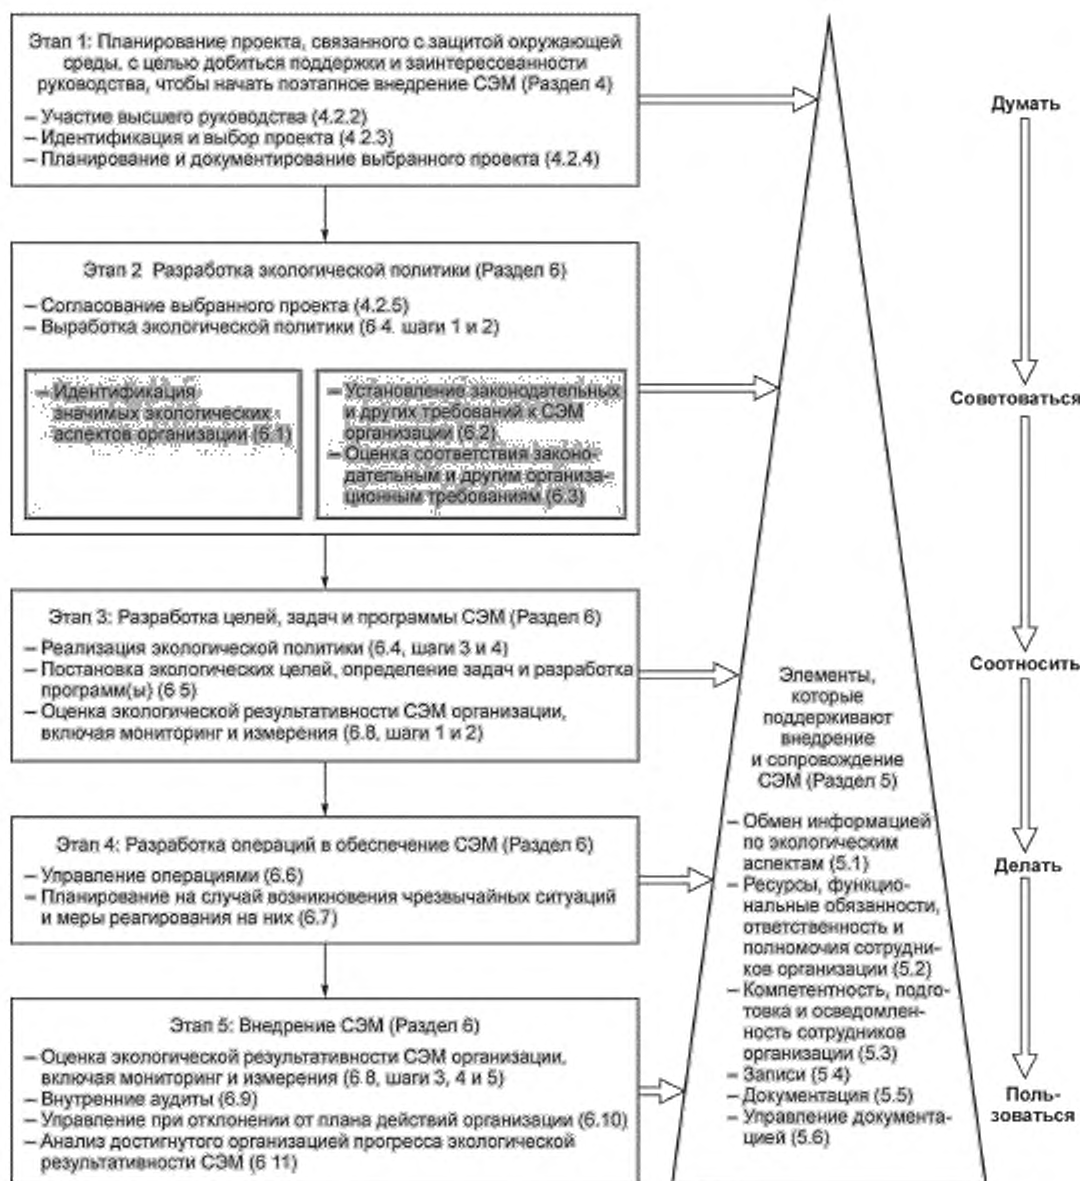 Этап 1: Планирование проекта, связанного с защитой окружающей
среды, с целью добиться поддержки и заинтересованности
руководства, чтобы начать поэтапное внедрение СЭМ (Раздел 4)
– Участие высшего руководства (4.2.2)
– Идентификация и выбор проекта (4.2.3)
– Планирование и документирование выбранного проекта (4.2.4)
Этап 2 Разработка экологической политики (Раздел 6)
– Согласование выбранного проекта (4.2.5)
– Выработка экологической политики (6 4. шаги 1 и 2)
– Идентификация
значимых экологических
аспектов организации (6.1)
– Установление законодательных
и других требований к СЭМ
организации (6.2)
– Оценка соответствия законо-
дательным и другим организа-
ционным требованиям (6.3)
Этап 3: Разработка целей, задач и программы СЭМ (Раздел 6)
– Реализация экологической политики (6.4, шаги 3 и 4)
– Постановка экологических целей, определение задач и разработка
программ(ы) (6 5)
– Оценка экологической результативности СЭМ организации,
включая мониторинг и измерения (6.8, шаги 1 и 2)
Этап 4: Разработка операций в обеспечение СЭМ (Раздел 6)
– Управление операциями (6.6)
– Планирование на случай возникновения чрезвычайных ситуаций
и меры реагирования на них (6.7)
Этап 5: Внедрение СЭМ (Раздел 6)
– Оценка экологической результативности СЭМ организации,
включая мониторинг и измерения (6.8, шаги 3, 4 и 5)
– Внутренние аудиты (6.9)
– Управление при отклонении от плана действий организации (6.10)
– Анализ достигнутого организацией прогресса экологической
результативности СЭМ (6 11)
Элементы,
которые
поддерживают
внедрение
и сопровождение
СЭМ (Раздел 5)
– Обмен информацией
по экологическим
аспектам (5.1)
– Ресурсы, функцио-
нальные обязанности,
ответственность и
полномочия сотрудни-
ков организации (5.2)
– Компетентность, подго-
товка и осведомлен-
ность сотрудников
организации (5.3)
– Записи (5 4)
– Документация (5.5)
– Управление документа-
цией (5.6)
Думать
Советоваться
Соотносить
Делать
Поль-
зоваться